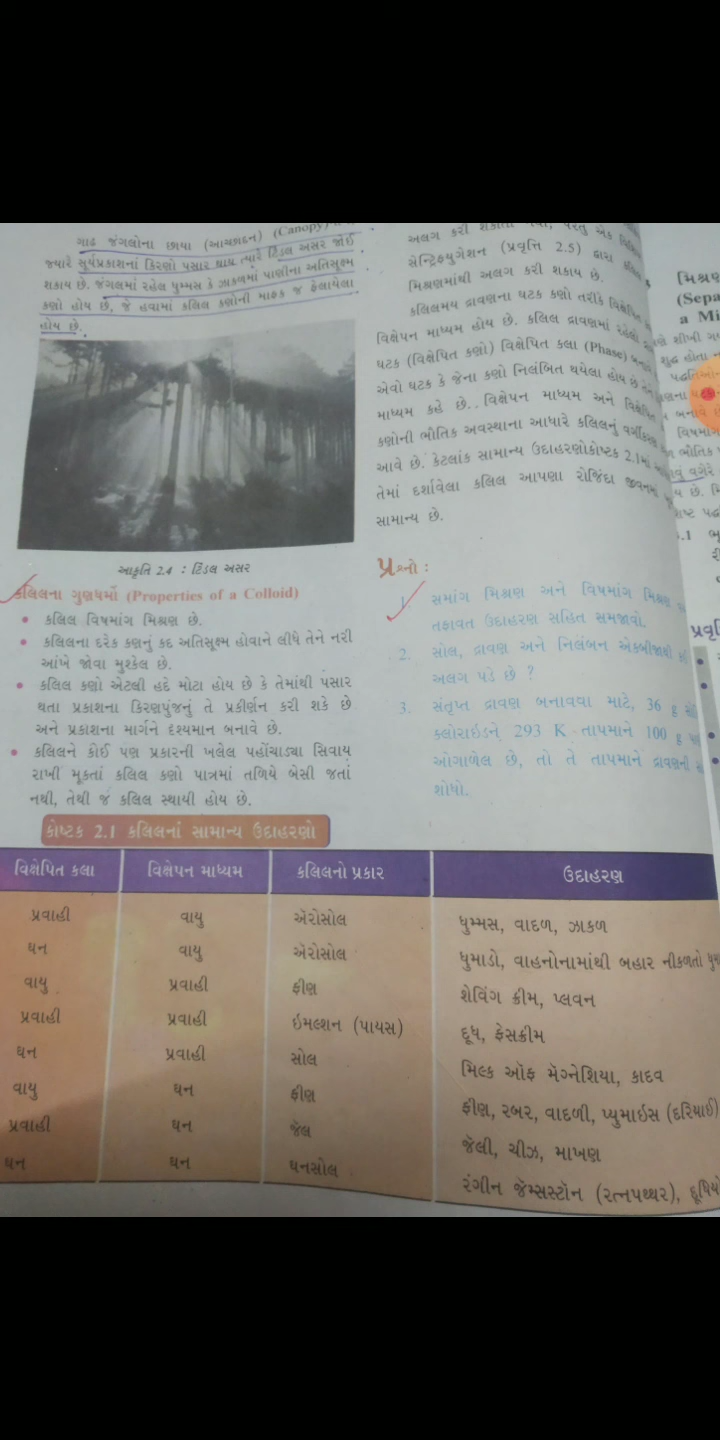 ગાઢ જંગલોના છાયા (આચ્છાદન) (Canopy)
જ્યારે સૂર્યપ્રકાશનાં કિરણો પસાર થાય ત્યારે ટિંડલ અસર જોઈ
શકાય છે. જંગલમાં રહેલ ધુમ્મસ કે ઝાકળમાં પાણીના અતિસૂક્ષ્મ
કણો હોય છે, જે હવામાં કલિલ કણોની માફક જ ફેલાયેલા
હોય છે.
આકૃતિ 2.4 : ટિંડલ અસર
કલિલના ગુણધર્મો (Properties of a Colloid)
• કલિલ વિષમાંગ મિશ્રણ છે.
• કલિલના દરેક કણનું કદ અતિસૂક્ષ્મ હોવાને લીધે તેને નરી
આંખે જોવા મુશ્કેલ છે.
• કલિલ કણો એટલી હદે મોટા હોય છે કે તેમાંથી પસાર
થતા પ્રકાશના કિરણપુંજનું તે પ્રકીર્ણન કરી શકે છે
અને પ્રકાશના માર્ગને દૃશ્યમાન બનાવે છે.
• કલિલને કોઈ પણ પ્રકારની ખલેલ પહોંચાડ્યા સિવાય
રાખી મૂકતાં કલિલ કણો પાત્રમાં તળિયે બેસી જતાં
નથી, તેથી જ કલિલ સ્થાયી હોય છે.
અલગ કરી શકાતા નથી, પરંતુ એક
સેન્ટ્રિફ્યુગેશન (પ્રવૃત્તિ 2.5) દ્વારા
મિશ્રણમાંથી અલગ કરી શકાય છે.
કલિલમય દ્રાવણના ઘટક કણો તરીકે વિક્ષેપિત
વિક્ષેપન માધ્યમ હોય છે. કલિલ દ્રાવણમાં રહેલો
ઘટક (વિક્ષેપિત કણો) વિક્ષેપિત કલા (Phase)
એવો ઘટક કે જેના કણો નિલંબિત થયેલા હોય છે તેને
માધ્યમ કહે છે. વિક્ષેપન માધ્યમ અને વિક્ષેપિત
કણોની ભૌતિક અવસ્થાના આધારે કલિલનું વર્ગીકરણ
આવે છે. કેટલાંક સામાન્ય ઉદાહરણોકોષ્ટક 2.1માં
તેમાં દર્શાવેલા કલિલ આપણા રોજિંદા જીવનમાં
સામાન્ય છે.
પ્રશ્નો :
1. સમાંગ મિશ્રણ અને વિષમાંગ મિશ્રણ
તફાવત ઉદાહરણ સહિત સમજાવો.
2. સોલ, દ્રાવણ અને નિલંબન એકબીજાથી
અલગ પડે છે ?
3. સંતૃપ્ત દ્રાવણ બનાવવા માટે, 36 g
ક્લોરાઇડને 293 K તાપમાને 100 g
ઓગાળેલ છે, તો તે તાપમાને દ્રાવણની
શોધો.
મિશ્રણ
(Sepa
a Mi
કોષ્ટક 2.1 કલિલનાં સામાન્ય ઉદાહરણો
વિક્ષેપિત કલા વિક્ષેપન માધ્યમ કલિલનો પ્રકાર ઉદાહરણ
પ્રવાહી વાયુ ઍરોસોલ ધુમ્મસ, વાદળ, ઝાકળ
ઘન વાયુ ઍરોસોલ ધુમાડો, વાહનોનામાંથી બહાર નીકળતો
વાયુ પ્રવાહી ફીણ શેવિંગ ક્રીમ, પ્લવન
પ્રવાહી પ્રવાહી ઇમલ્શન (પાયસ) દૂધ, ફેસક્રીમ
ઘન પ્રવાહી સોલ મિલ્ક ઑફ મૅગ્નેશિયા, કાદવ
વાયુ ઘન ફીણ ફીણ, રબર, વાદળી, પ્યુમાઇસ (દરિયાઈ)
પ્રવાહી ઘન જૅલ જૅલી, ચીઝ, માખણ
ઘન ઘન ઘનસોલ રંગીન જૅમ્સસ્ટૉન (રત્નપથ્થર),